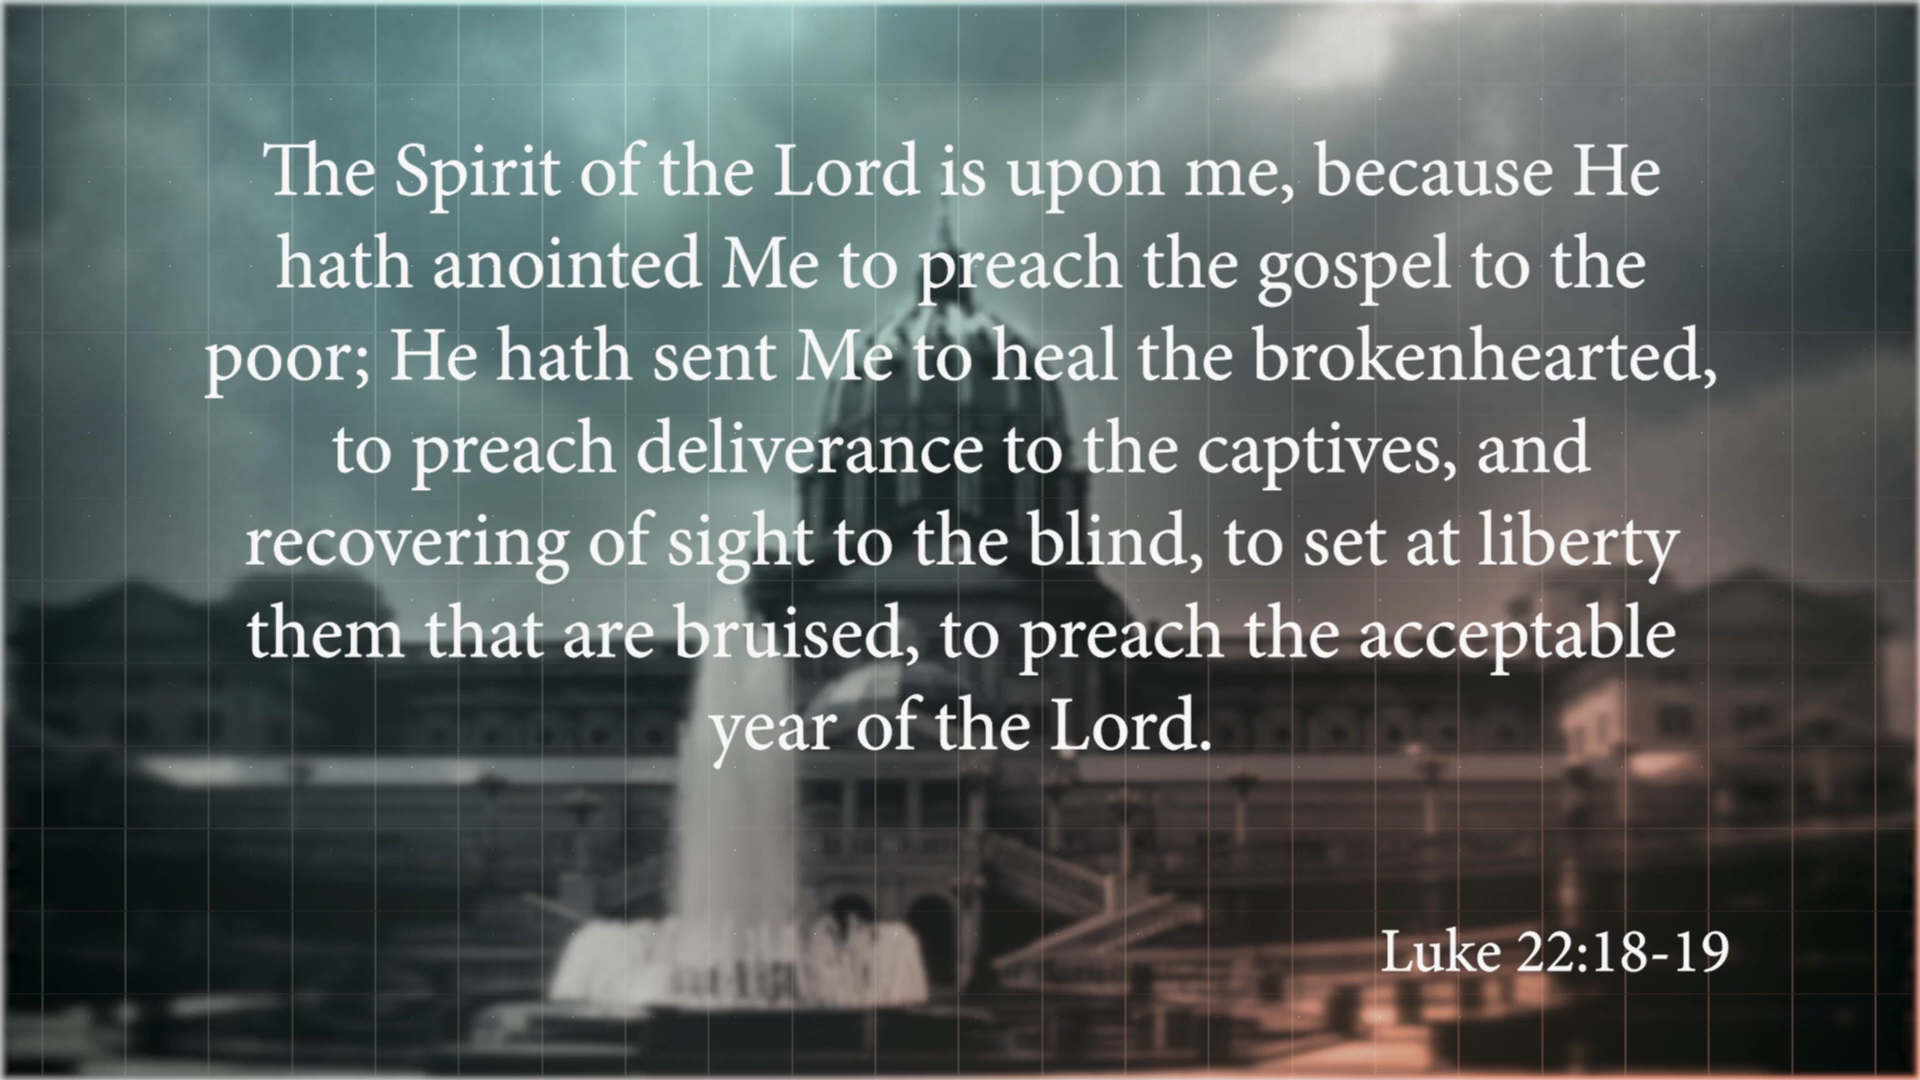 The Spirit of the Lord is upon me, because He
hath anointed Me to preach the gospel to the
poor; He hath sent Me to heal the brokenhearted,
to preach deliverance to the captives, and
recovering of sight to the blind, to set at liberty
them that are bruised, to preach the acceptable
year of the Lord.
Luke 22:18-19